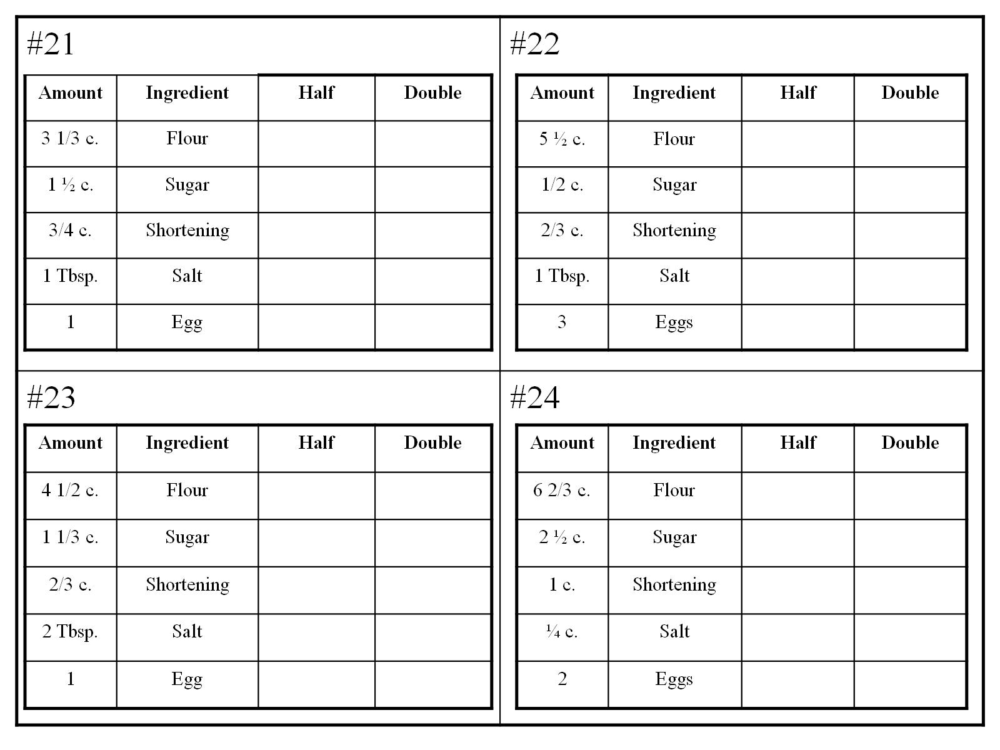 #21
Amount Ingredient Half Double
3 1/3 c. Flour
1 ½ c. Sugar
3/4 c. Shortening
1 Tbsp. Salt
1 Egg
#22
Amount Ingredient Half Double
5 ½ c. Flour
1/2 c. Sugar
2/3 c. Shortening
1 Tbsp. Salt
3 Eggs
#23
Amount Ingredient Half Double
4 1/2 c. Flour
1 1/3 c. Sugar
2/3 c. Shortening
2 Tbsp. Salt
1 Egg
#24
Amount Ingredient Half Double
6 2/3 c. Flour
2 ½ c. Sugar
1 c. Shortening
¼ c. Salt
2 Eggs